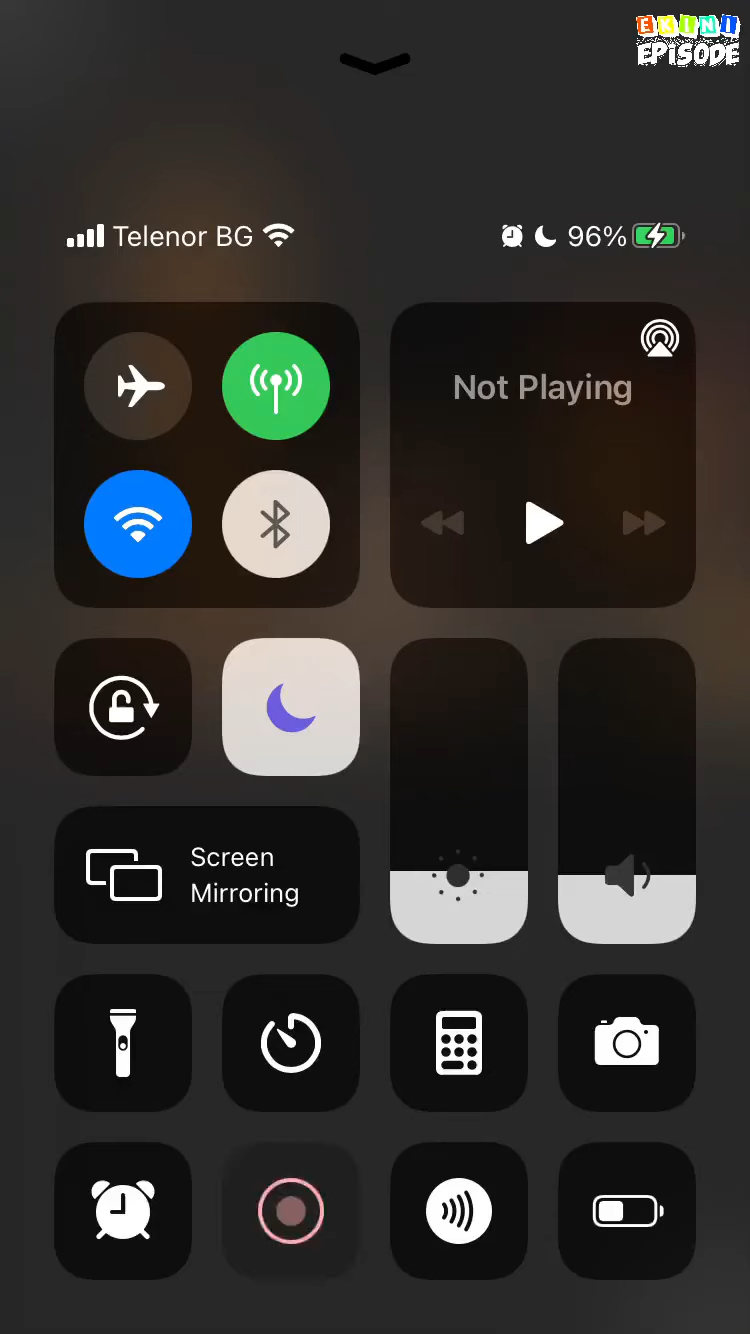 EKINI
EPISODE
Telenor BG
96%
Not Playing
Screen
Mirroring